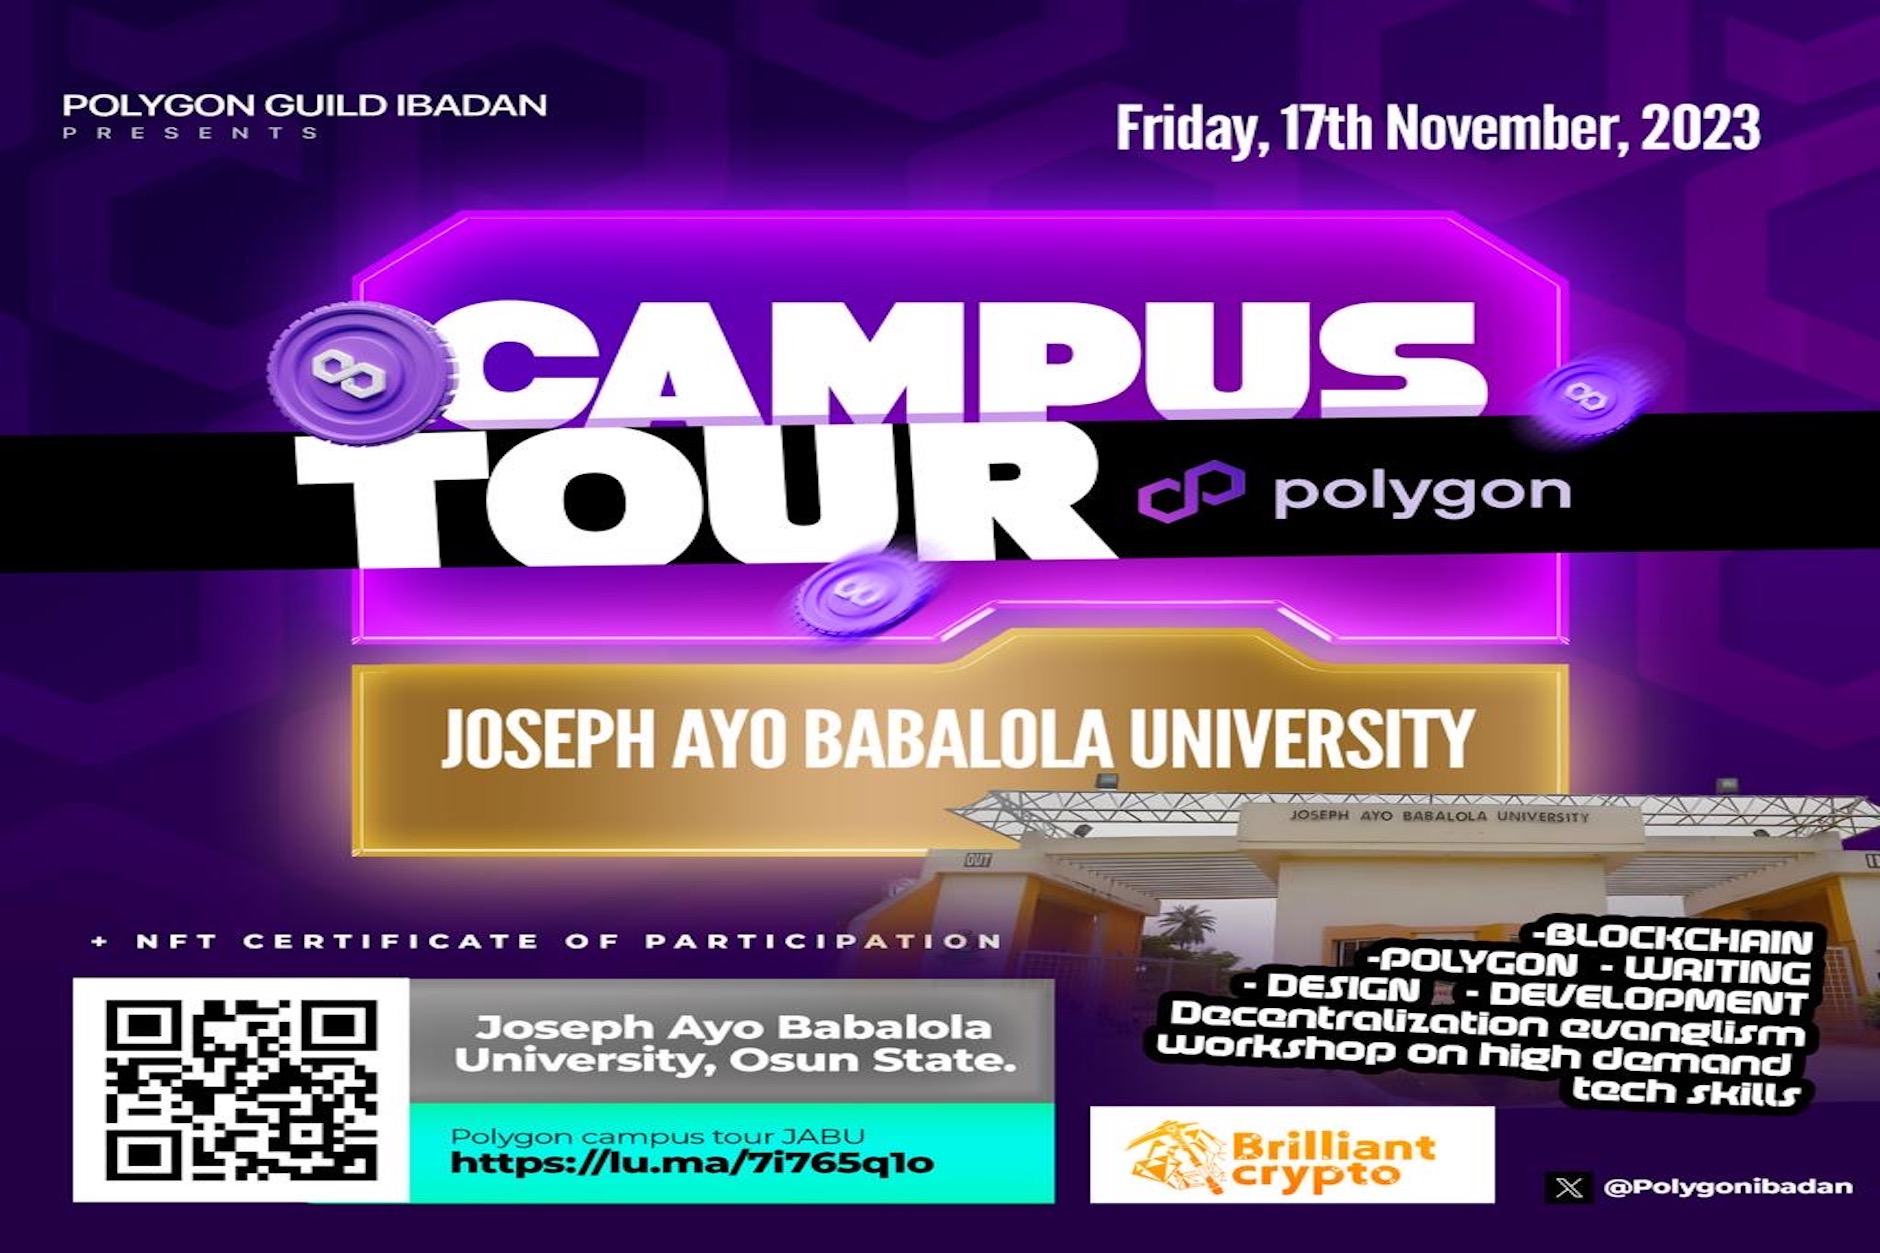 POLYGON GUILD IBADAN
PRESENTS
Friday, 17th November, 2023
CAMPUS
TOUR
polygon
JOSEPH AYO BABALOLA UNIVERSITY
JOSEPH AYO BABALOLA UNIVERSITY
OUT
+ NFT CERTIFICATE OF PARTICIPATION
-BLOCKCHAIN
-POLYGON - WRITING
- DESIGN - DEVELOPMENT
Decentralization evanglism
workshop on high demand
tech skills
Joseph Ayo Babalola
University, Osun State.
Polygon campus tour JABU
https://lu.ma/7i765q1o
Brilliant
crypto
@Polygonibadan